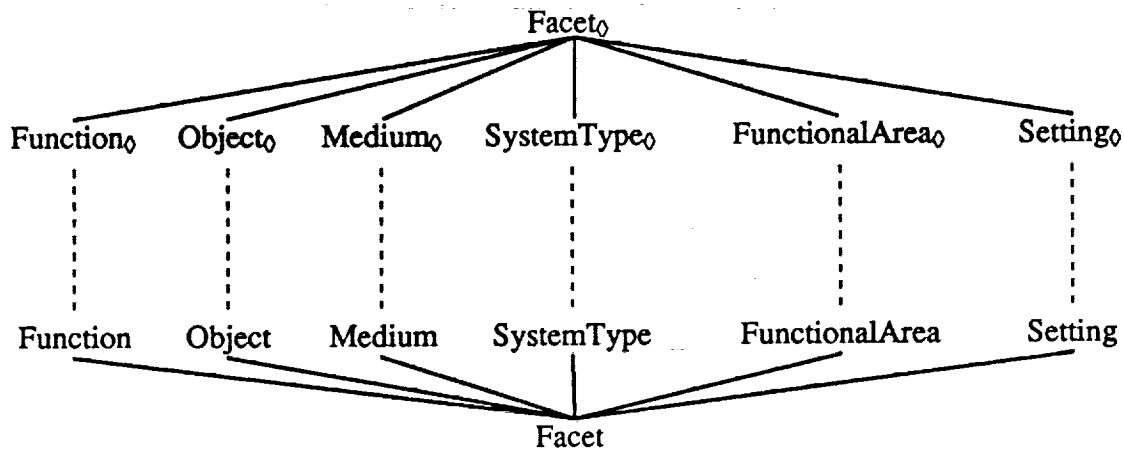 Facet◊
Function◊ Object◊ Medium◊ SystemType◊ FunctionalArea◊ Setting◊
Function Object Medium SystemType FunctionalArea Setting
Facet